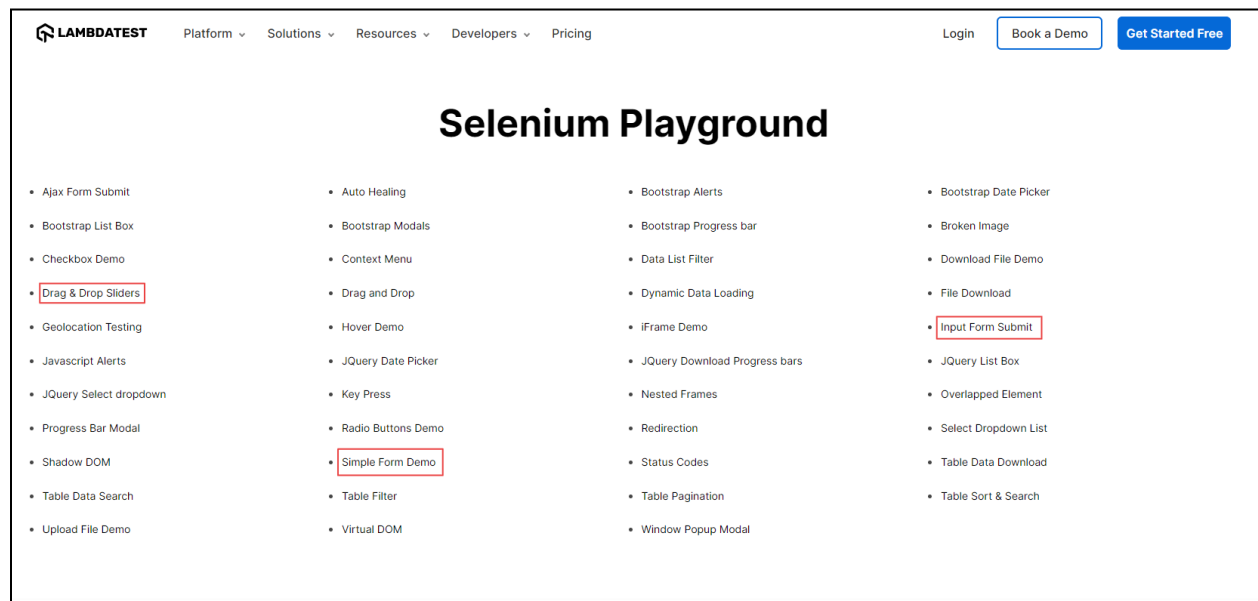 LAMBDATEST Platform Solutions Resources Developers Pricing Login Book a Demo Get Started Free
Selenium Playground
Ajax Form Submit Auto Healing Bootstrap Alerts Bootstrap Date Picker
Bootstrap List Box Bootstrap Modals Bootstrap Progress bar Broken Image
Checkbox Demo Context Menu Data List Filter Download File Demo
Drag & Drop Sliders Drag and Drop Dynamic Data Loading File Download
Geolocation Testing Hover Demo iFrame Demo Input Form Submit
Javascript Alerts JQuery Date Picker JQuery Download Progress bars JQuery List Box
JQuery Select dropdown Key Press Nested Frames Overlapped Element
Progress Bar Modal Radio Buttons Demo Redirection Select Dropdown List
Shadow DOM Simple Form Demo Status Codes Table Data Download
Table Data Search Table Filter Table Pagination Table Sort & Search
Upload File Demo Virtual DOM Window Popup Modal